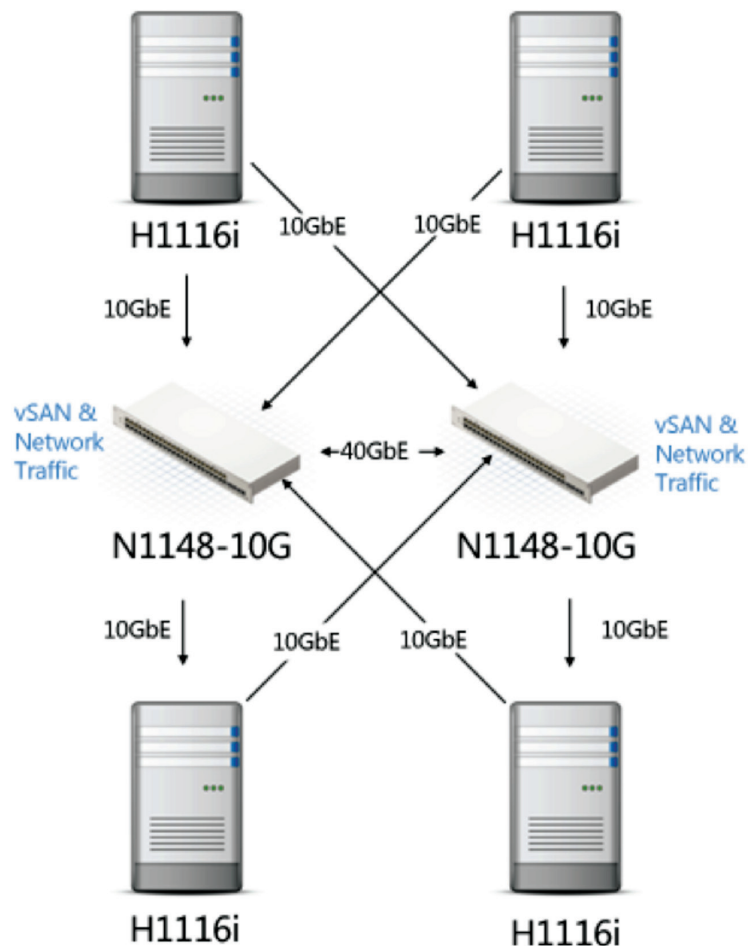 H1116i
H1116i
10GbE
10GbE
10GbE
10GbE
vSAN &
Network
Traffic
40GbE
vSAN &
Network
Traffic
N1148-10G
N1148-10G
10GbE
10GbE
10GbE
10GbE
H1116i
H1116i